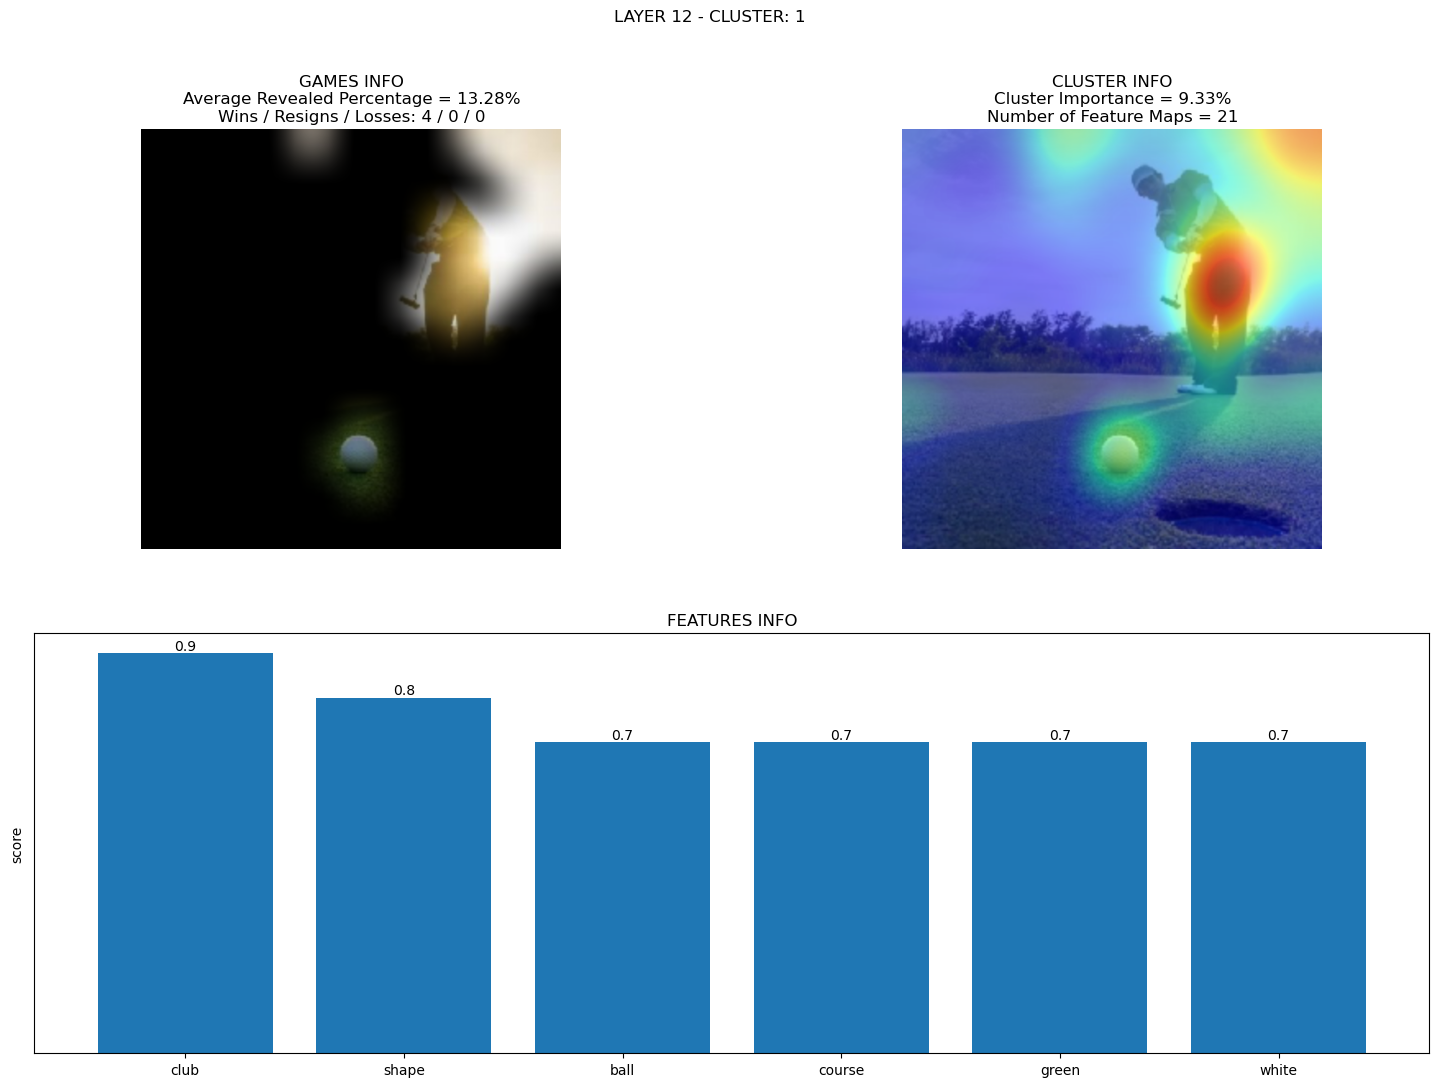 LAYER 12 - CLUSTER: 1
GAMES INFO
Average Revealed Percentage = 13.28%
Wins / Resigns / Losses: 4 / 0 / 0
CLUSTER INFO
Cluster Importance = 9.33%
Number of Feature Maps = 21
FEATURES INFO
score
0.9
0.8
0.7
0.7
0.7
0.7
club
shape
ball
course
green
white